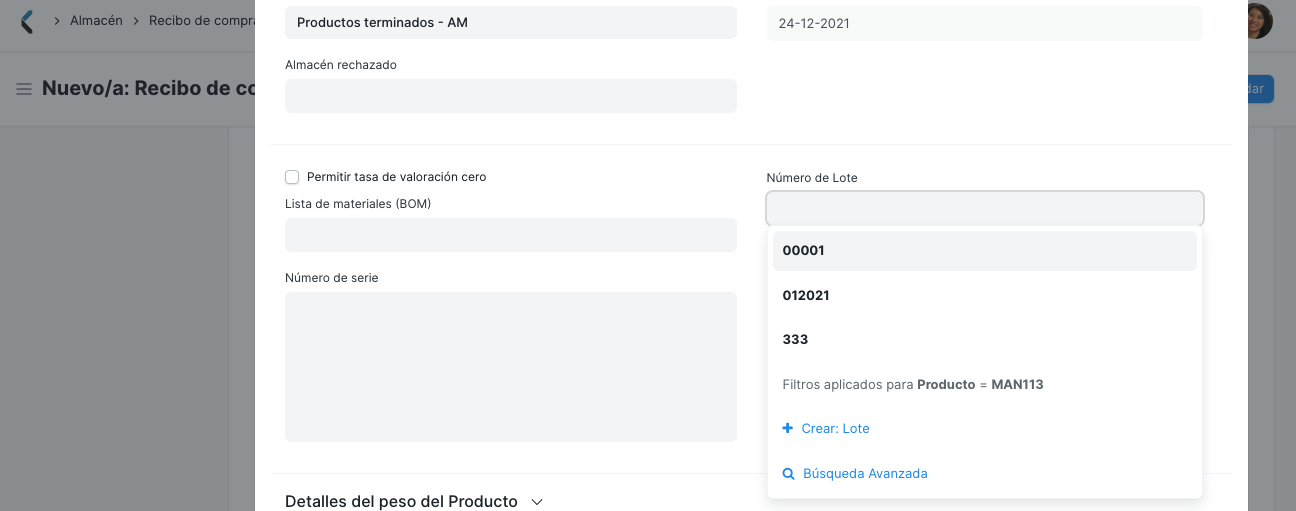 Almacén
Recibo de compra
Nuevo/a: Recibo de co
dar
Productos terminados - AM
24-12-2021
Almacén rechazado
Permitir tasa de valoración cero
Lista de materiales (BOM)
Número de serie
Número de Lote
00001
012021
333
Filtros aplicados para Producto = MAN113
Crear: Lote
Búsqueda Avanzada
Detalles del peso del Producto